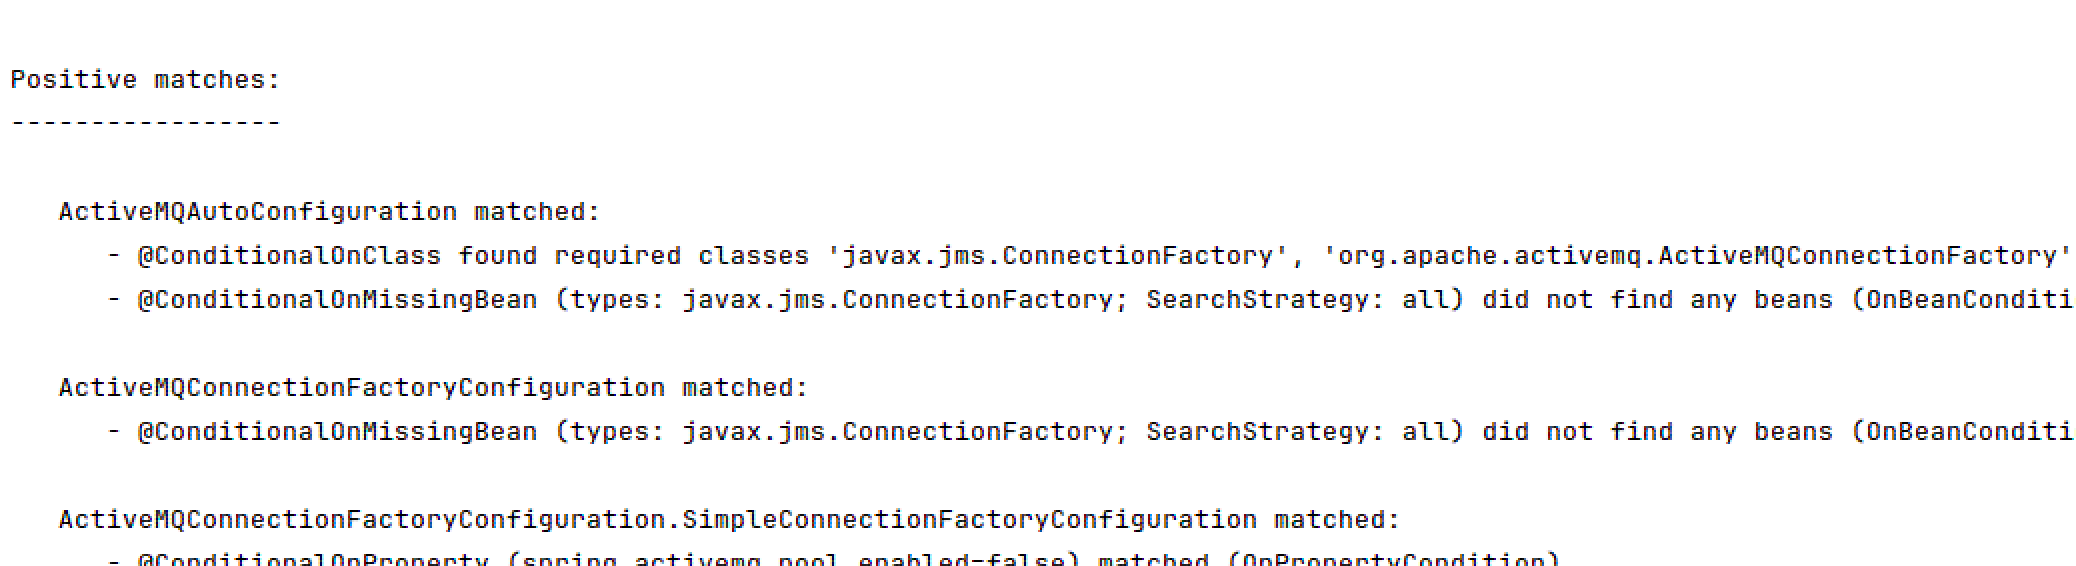 Positive matches:
-----------------
ActiveMQAutoConfiguration matched:
- @ConditionalOnClass found required classes 'javax.jms.ConnectionFactory', 'org.apache.activemq.ActiveMQConnectionFactory'
- @ConditionalOnMissingBean (types: javax.jms.ConnectionFactory; SearchStrategy: all) did not find any beans (OnBeanConditi
ActiveMQConnectionFactoryConfiguration matched:
- @ConditionalOnMissingBean (types: javax.jms.ConnectionFactory; SearchStrategy: all) did not find any beans (OnBeanConditi
ActiveMQConnectionFactoryConfiguration.SimpleConnectionFactoryConfiguration matched:
- @ConditionalOnProperty (spring.activemq.pool.enabled=false) matched (OnPropertyCondition)